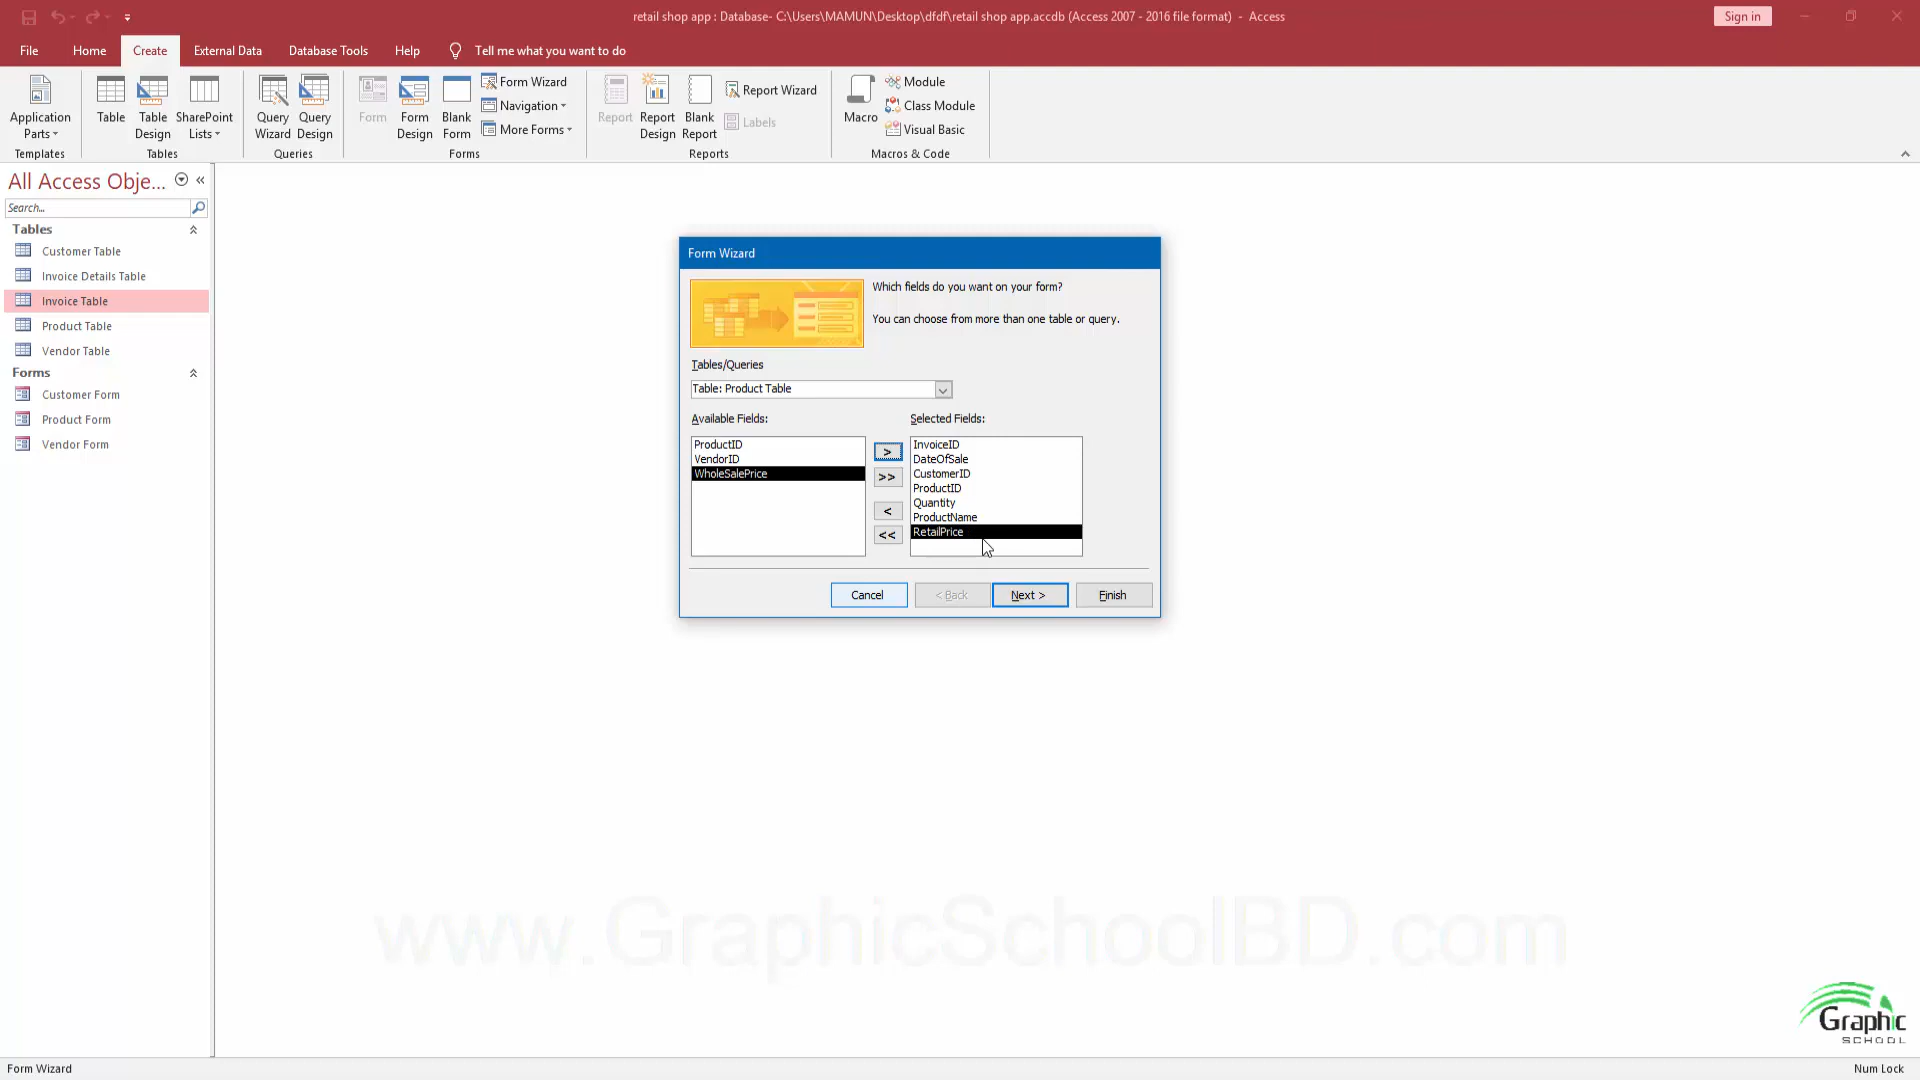 retail shop app : Database- C:\Users\MAMUN\Desktop\dfdf\retail shop app.accdb (Access 2007 - 2016 file format) - Access
Sign in
File Home Create External Data Database Tools Help Tell me what you want to do
Application Parts
Table
Table Design
SharePoint Lists
Query Wizard
Query Design
Form
Form Design
Blank Form
Form Wizard
Navigation
More Forms
Report
Report Design
Blank Report
Report Wizard
Labels
Macro
Module
Class Module
Visual Basic
Templates Tables Queries Forms Reports Macros & Code
All Access Obje...
Search...
Tables
Customer Table
Invoice Details Table
Invoice Table
Product Table
Vendor Table
Forms
Customer Form
Product Form
Vendor Form
Form Wizard
Which fields do you want on your form?
You can choose from more than one table or query.
Tables/Queries
Table: Product Table
Available Fields:
ProductID
VendorID
WholeSalePrice
>
>>
<
<<
Selected Fields:
InvoiceID
DateOfSale
CustomerID
ProductID
Quantity
ProductName
RetailPrice
Cancel < Back Next > Finish
www.GraphicSchoolBD.com
Graphic
SCHOOL
Form Wizard
Num Lock